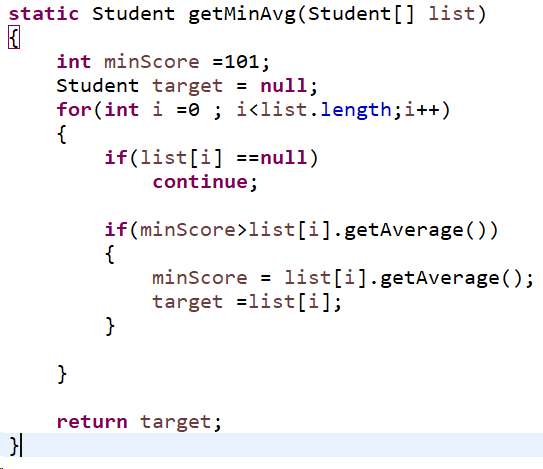 static Student getMinAvg(Student[] list)
{
    int minScore =101;
    Student target = null;
    for(int i =0 ; i<list.length;i++)
    {
        if(list[i] ==null)
            continue;

        if(minScore>list[i].getAverage())
        {
            minScore = list[i].getAverage();
            target =list[i];
        }

    }

    return target;
}